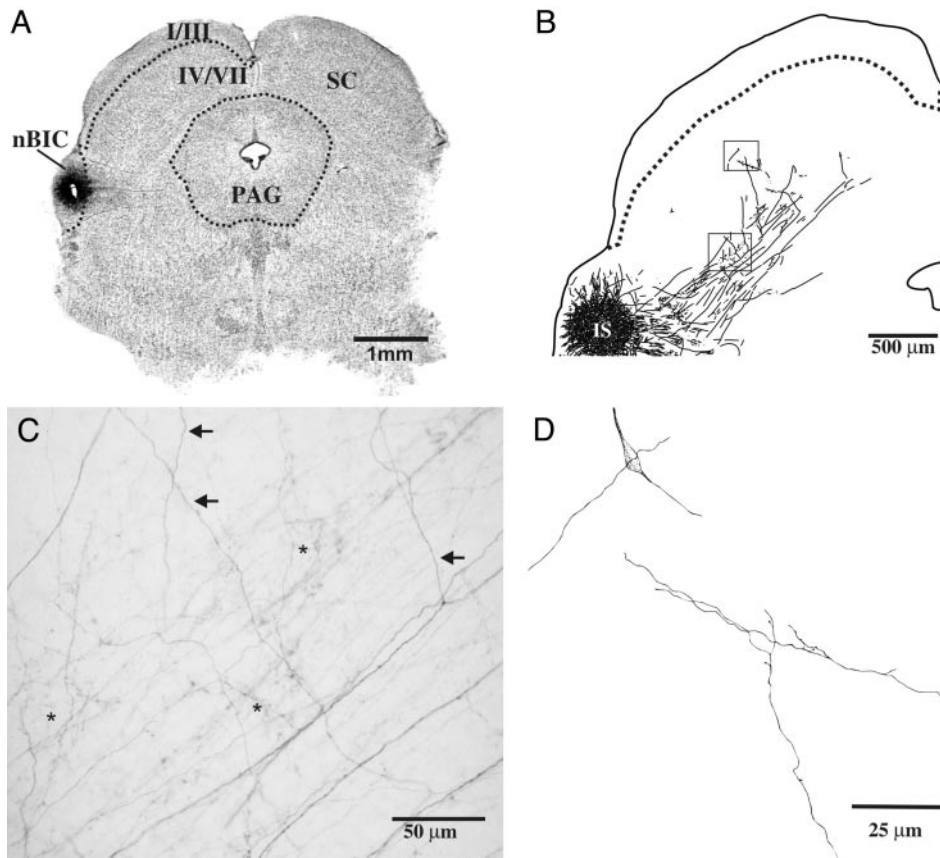 A
I/III
IV/VII
SC
nBIC
PAG
1mm
B
IS
500 µm
C
*
*
*
50 µm
D
25 µm